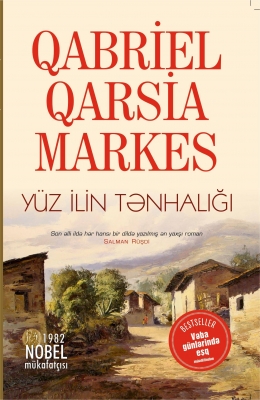 QABRİEL
QARSİA
MARKES
YÜZ İLİN TƏNHALIĞI
Son əlli ildə hər hansı bir dildə yazılmış ən yaxşı roman
SALMAN RÜŞDİ
1982
NOBEL
mükafatçısı
BESTSELLER
Vəba
günlərində
eşq